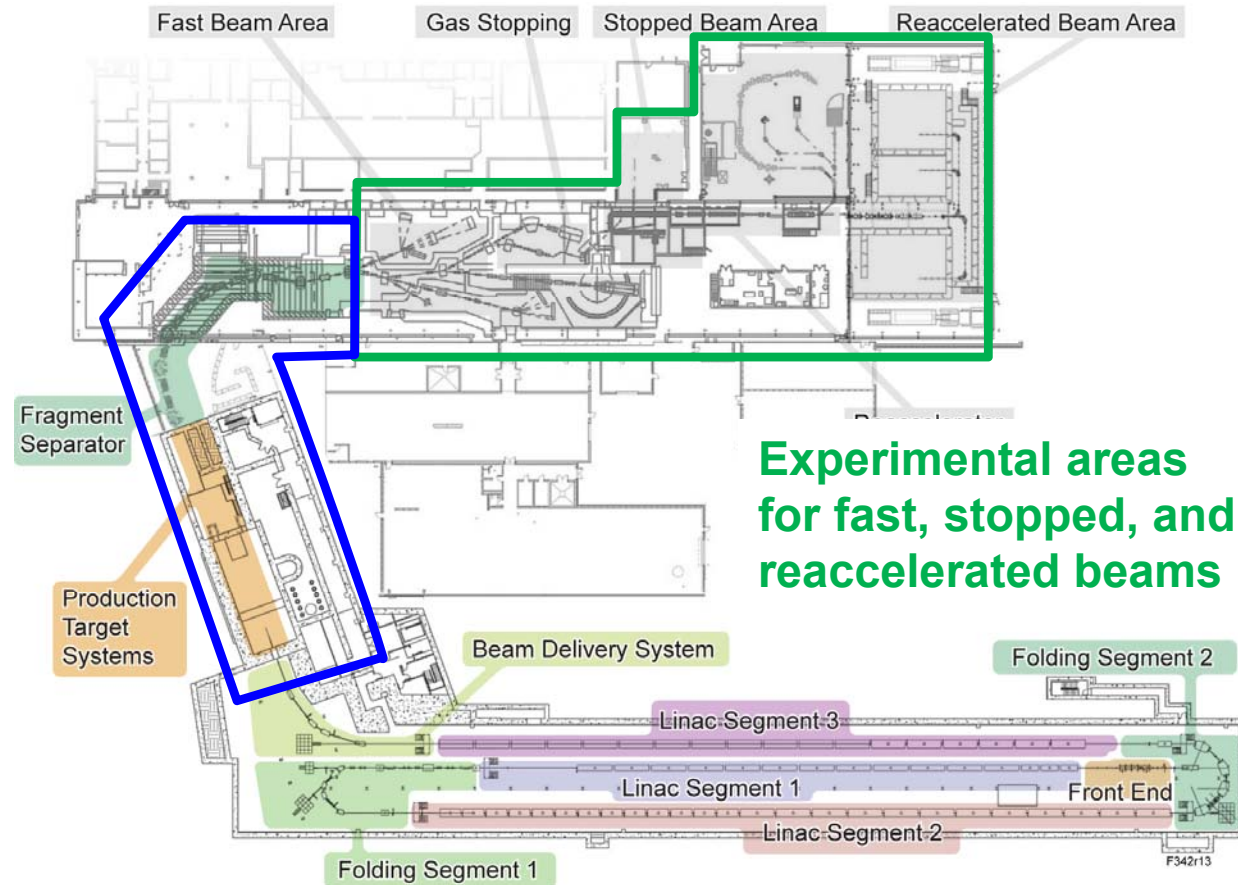 Fast Beam Area
Gas Stopping
Stopped Beam Area
Reaccelerated Beam Area
Fragment
Separator
Experimental areas
for fast, stopped, and
reaccelerated beams
Production
Target
Systems
Beam Delivery System
Folding Segment 2
Linac Segment 3
Linac Segment 1
Front End
Linac Segment 2
Folding Segment 1
F342r13